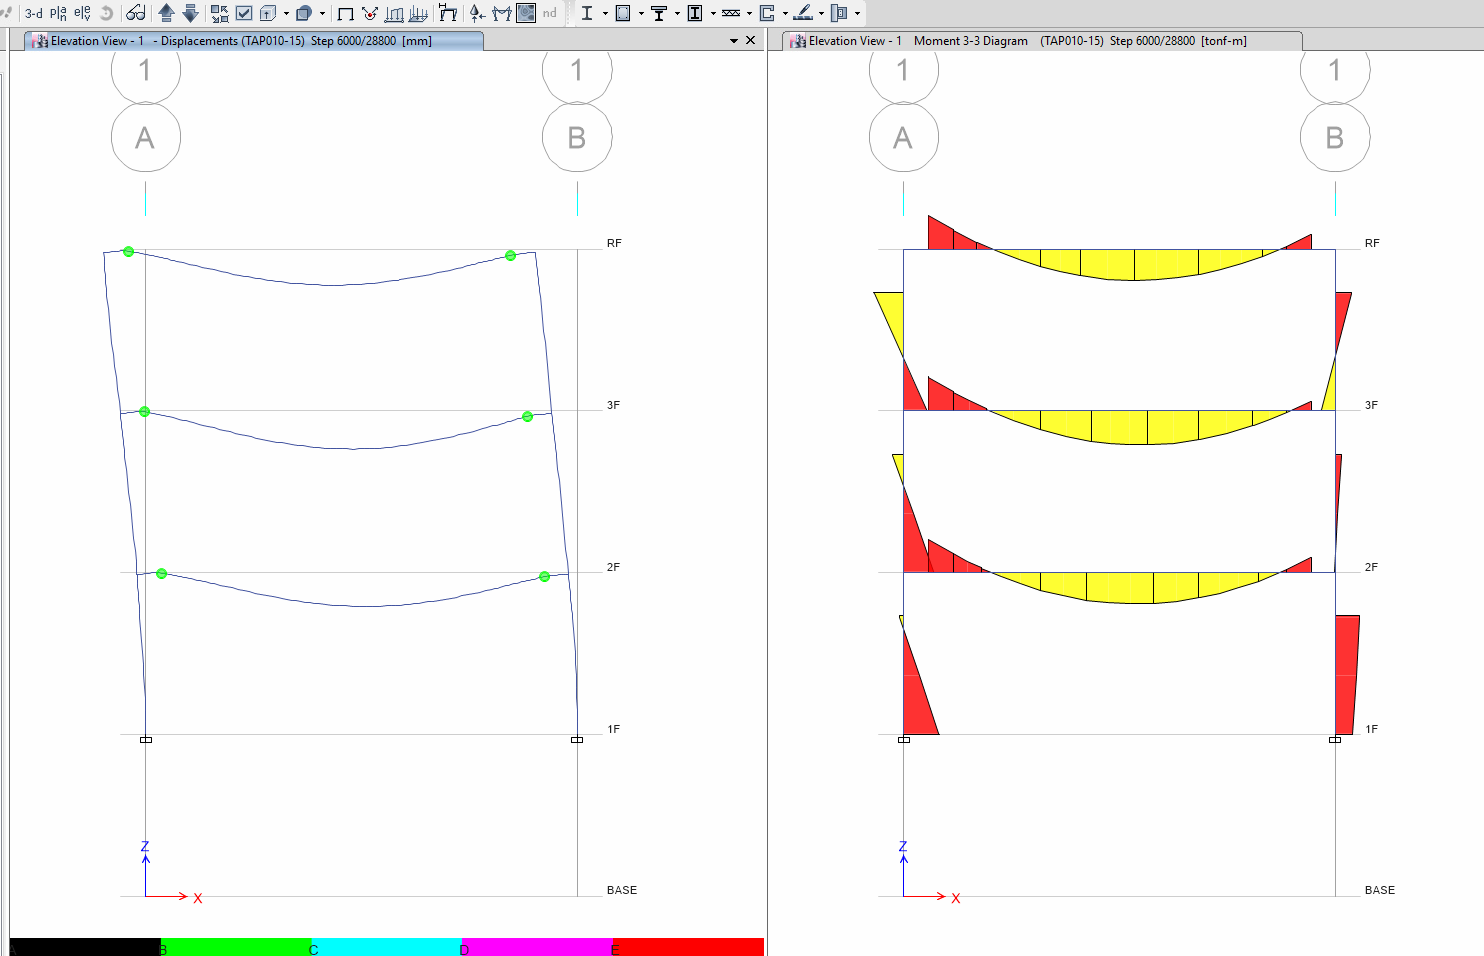 3-d plan elev nd
Elevation View - 1 - Displacements (TAP010-15) Step 6000/28800 [mm]
Elevation View - 1 Moment 3-3 Diagram (TAP010-15) Step 6000/28800 [tonf-m]
1 1
A B
RF
3F
2F
1F
Z
X
BASE
A B C D E
1 1
A B
RF
3F
2F
1F
Z
X
BASE